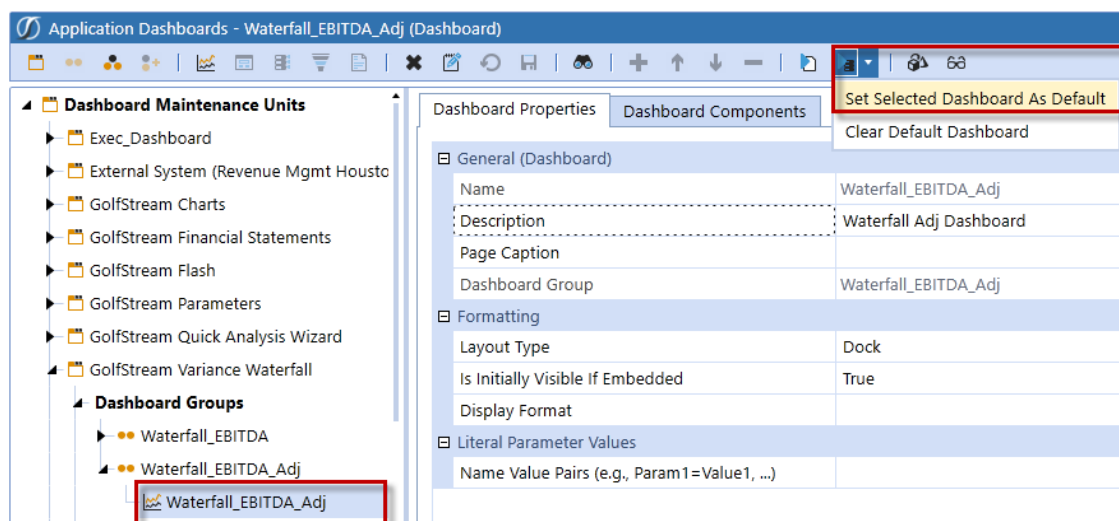 Application Dashboards - Waterfall_EBITDA_Adj (Dashboard)
Set Selected Dashboard As Default
Clear Default Dashboard
Dashboard Maintenance Units
Exec_Dashboard
External System (Revenue Mgmt Housto
GolfStream Charts
GolfStream Financial Statements
GolfStream Flash
GolfStream Parameters
GolfStream Quick Analysis Wizard
GolfStream Variance Waterfall
Dashboard Groups
Waterfall_EBITDA
Waterfall_EBITDA_Adj
Waterfall_EBITDA_Adj
Dashboard Properties Dashboard Components
General (Dashboard)
Name Waterfall_EBITDA_Adj
Description Waterfall Adj Dashboard
Page Caption
Dashboard Group Waterfall_EBITDA_Adj
Formatting
Layout Type Dock
Is Initially Visible If Embedded True
Display Format
Literal Parameter Values
Name Value Pairs (e.g., Param1=Value1, ...)